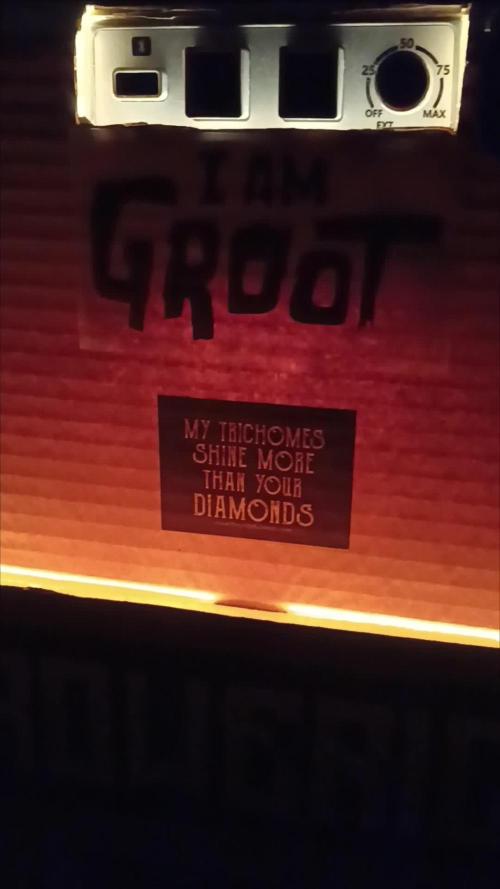 50
25 75
OFF MAX
EXT
I AM
GROOT
MY TRICHOMES
SHINE MORE
THAN YOUR
DIAMONDS